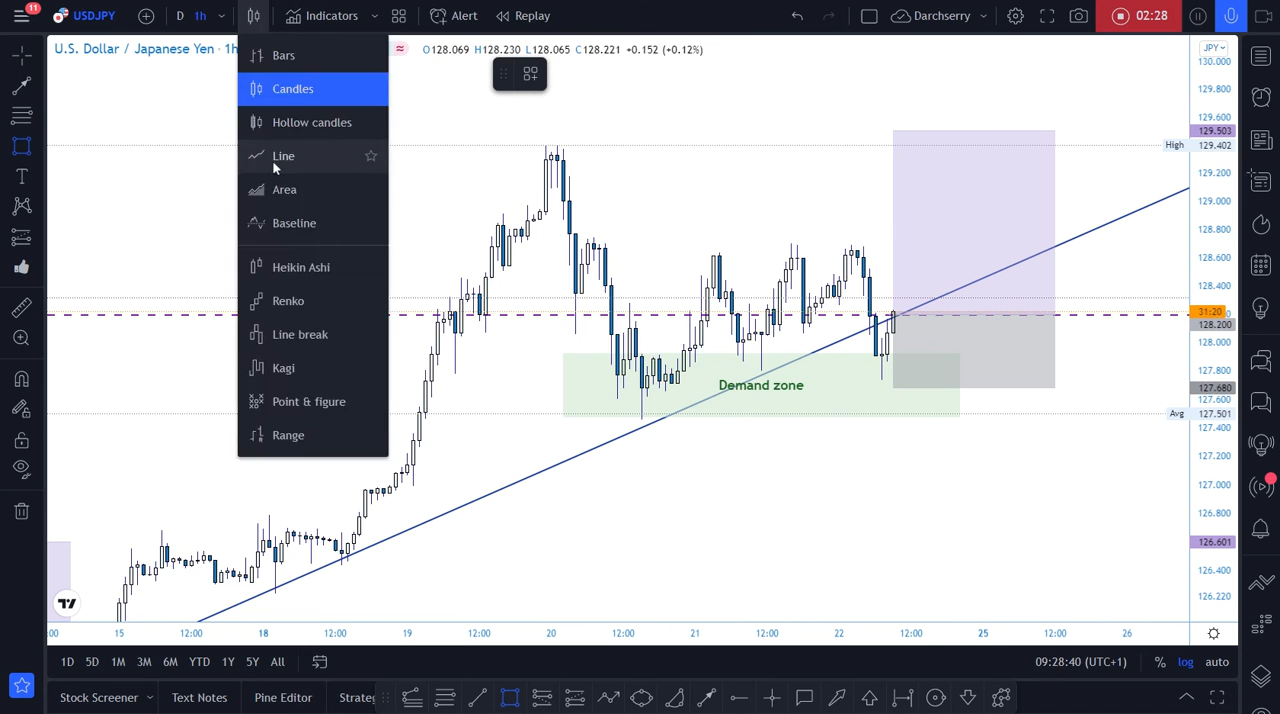 11
USDJPY
D
1h
Indicators
Alert
Replay
Darchserry
02:28
U.S. Dollar / Japanese Yen · 1h
O128.069 H128.230 L128.065 C128.221 +0.152 (+0.12%)
Bars
Candles
Hollow candles
Line
Area
Baseline
Heikin Ashi
Renko
Line break
Kagi
Point & figure
Range
Demand zone
JPY
130.000
129.800
129.600
129.503
High 129.402
129.200
129.000
128.800
128.600
128.400
31:20
128.200
128.000
127.800
127.680
127.600
Avg 127.501
127.400
127.200
127.000
126.800
126.601
126.400
126.220
:00
15
12:00
18
12:00
19
12:00
20
12:00
21
12:00
22
12:00
25
12:00
26
1D 5D 1M 3M 6M YTD 1Y 5Y All
09:28:40 (UTC+1) % log auto
Stock Screener Text Notes Pine Editor Strateg